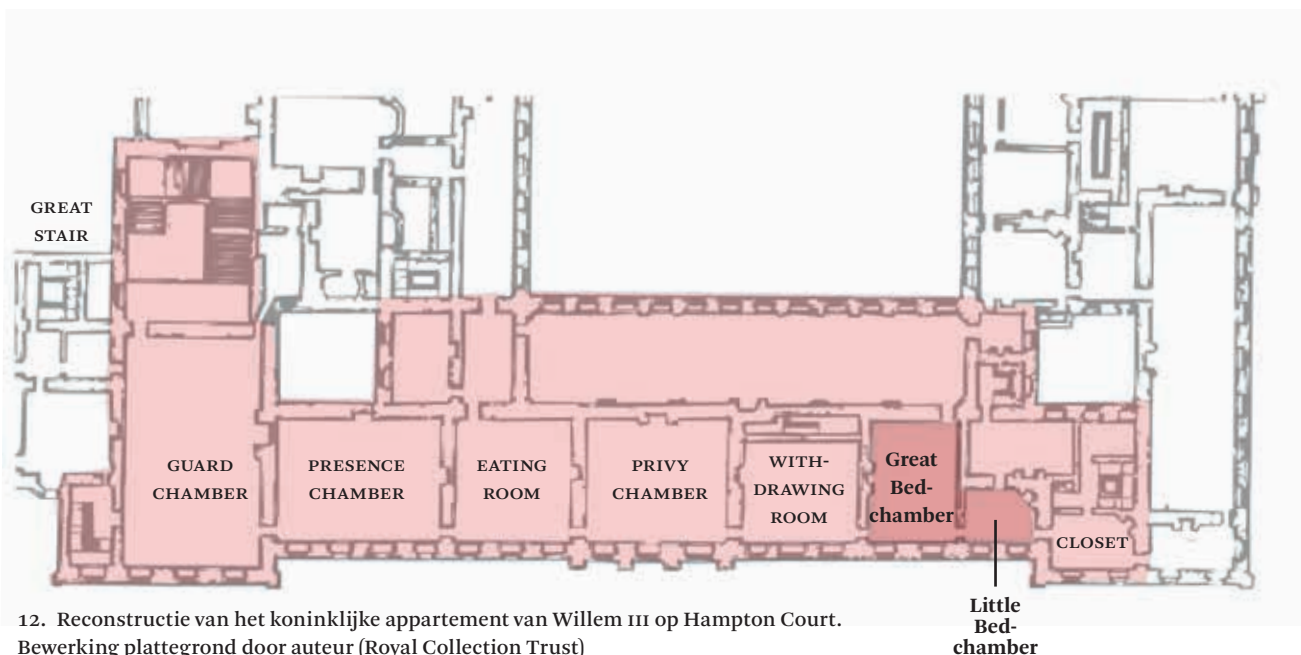 GREAT
STAIR
GUARD
CHAMBER
PRESENCE
CHAMBER
EATING
ROOM
PRIVY
CHAMBER
WITH-
DRAWING
ROOM
Great
Bed-
chamber
CLOSET
Little
Bed-
chamber
12. Reconstructie van het koninklijke appartement van Willem III op Hampton Court.
Bewerking plattegrond door auteur (Royal Collection Trust)